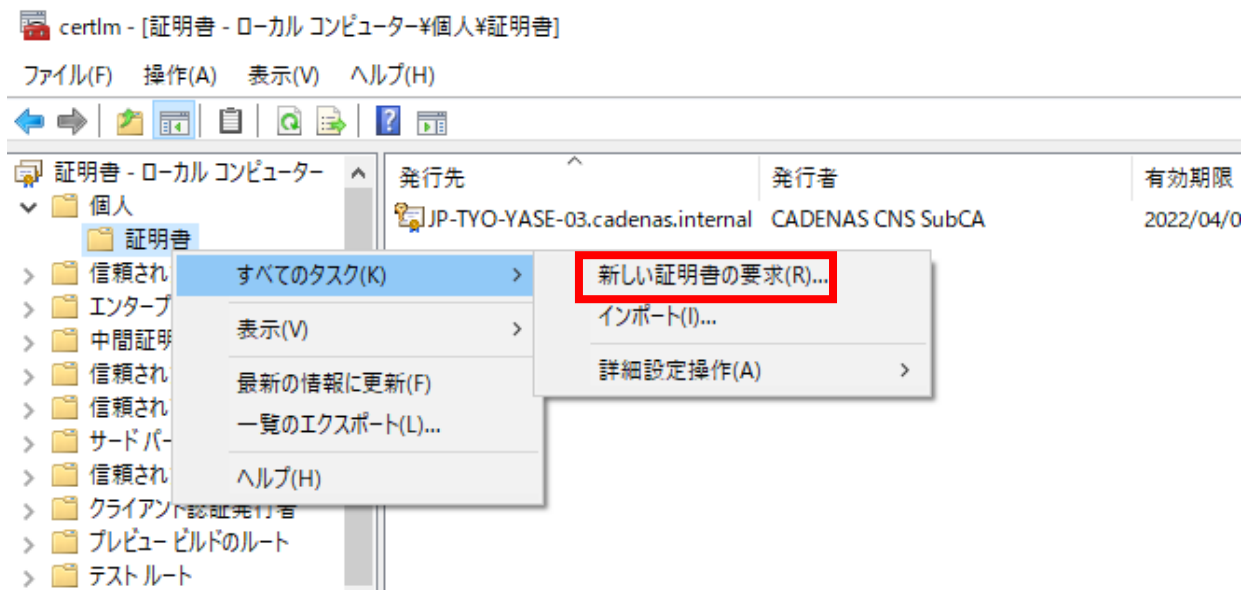 certlm - [証明書 - ローカル コンピューター¥個人¥証明書]
ファイル(F) 操作(A) 表示(V) ヘルプ(H)
証明書 - ローカル コンピューター
個人
証明書
信頼され
エンタープ
中間証明
信頼され
信頼され
サード パー
信頼され
クライアント認証発行者
プレビュー ビルドのルート
テスト ルート
発行先 発行者 有効期限
JP-TYO-YASE-03.cadenas.internal CADENAS CNS SubCA 2022/04/0
すべてのタスク(K)
表示(V)
最新の情報に更新(F)
一覧のエクスポート(L)...
ヘルプ(H)
新しい証明書の要求(R)...
インポート(I)...
詳細設定操作(A)